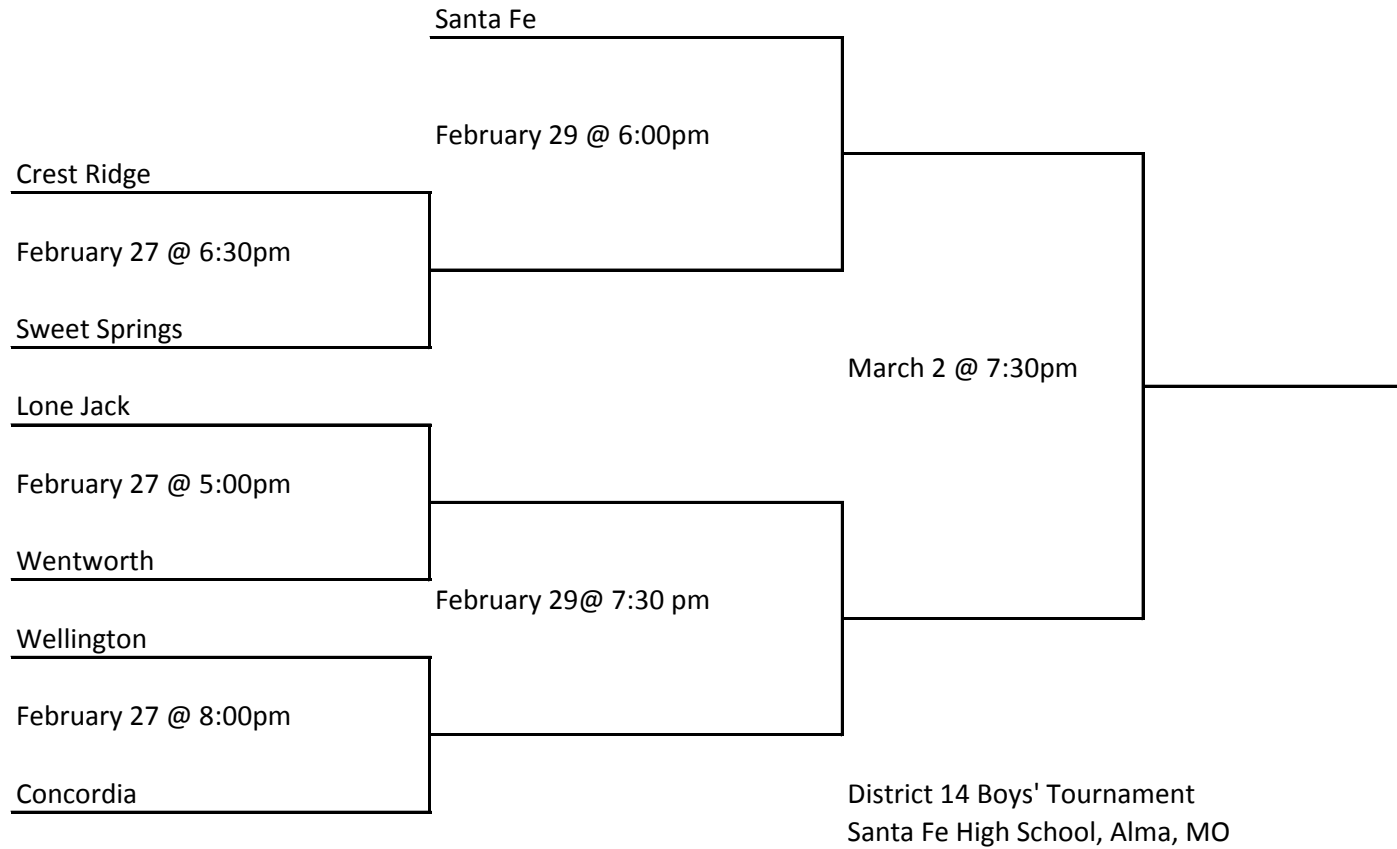 Santa Fe
February 29 @ 6:00pm
Crest Ridge
February 27 @ 6:30pm
Sweet Springs
March 2 @ 7:30pm
Lone Jack
February 27 @ 5:00pm
Wentworth
February 29@ 7:30 pm
Wellington
February 27 @ 8:00pm
Concordia
District 14 Boys' Tournament
Santa Fe High School, Alma, MO